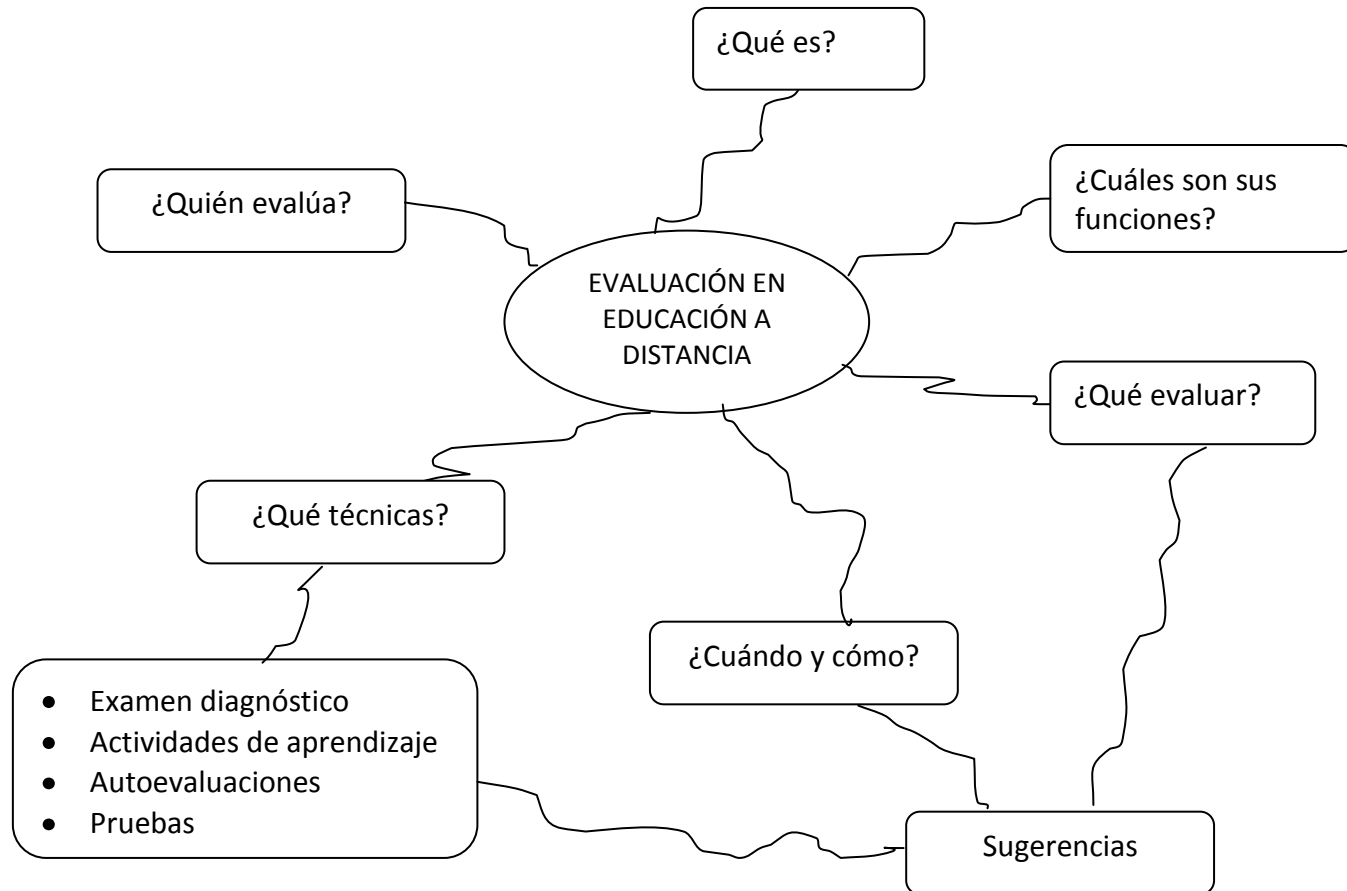 ¿Qué es?
¿Quién evalúa?
¿Cuáles son sus
funciones?
EVALUACIÓN EN
EDUCACIÓN A
DISTANCIA
¿Qué evaluar?
¿Qué técnicas?
¿Cuándo y cómo?
• Examen diagnóstico
• Actividades de aprendizaje
• Autoevaluaciones
• Pruebas
Sugerencias